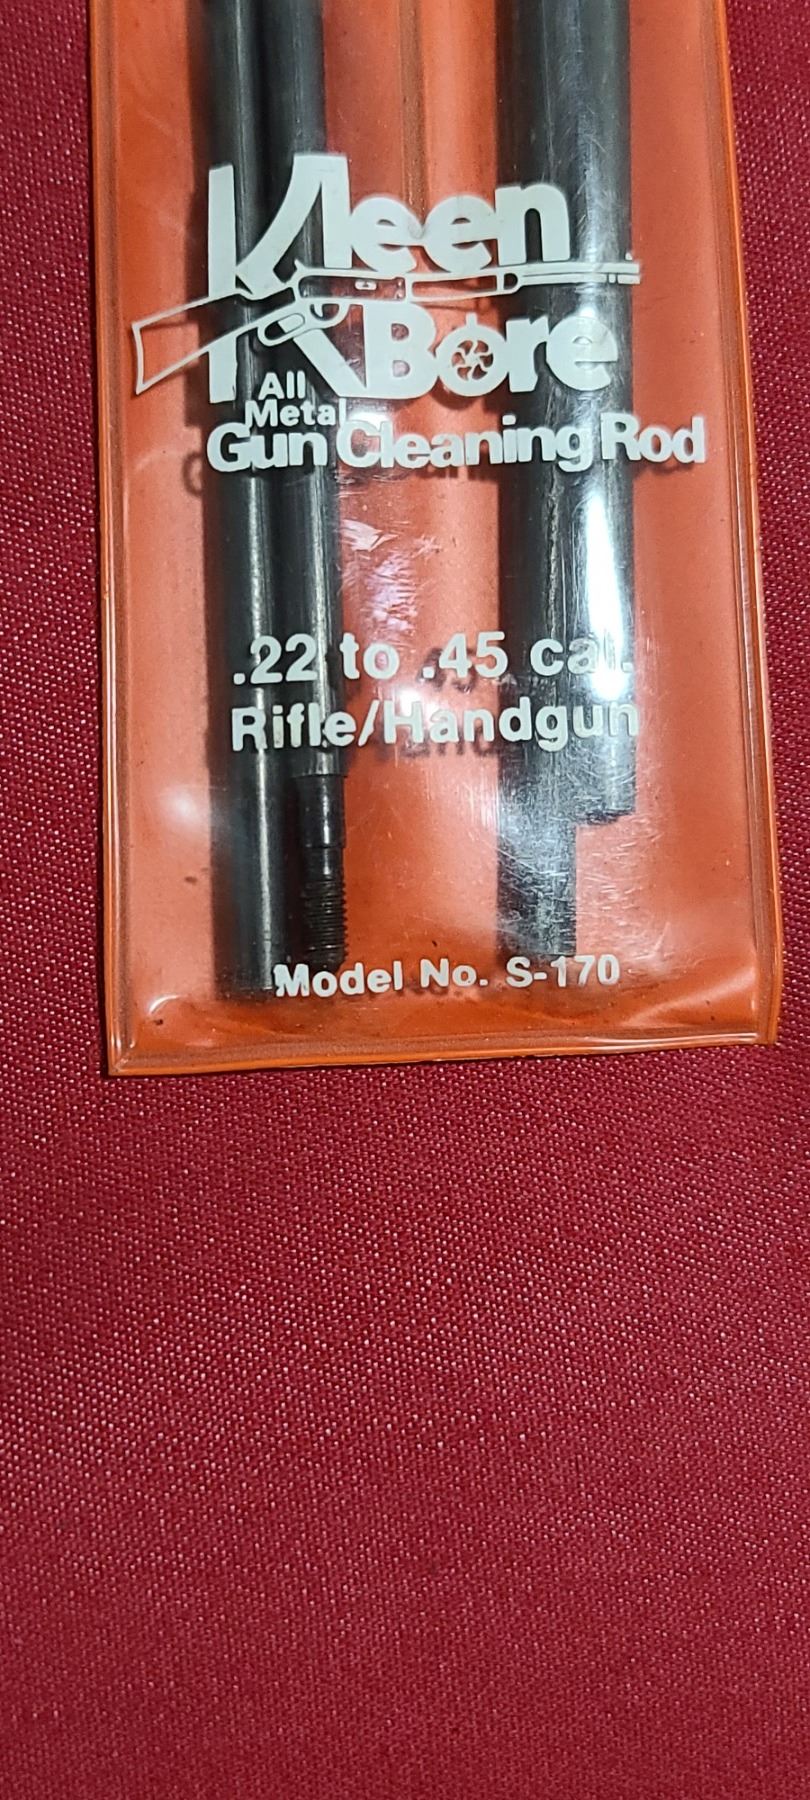 Kleen
Bore
All
Metal
Gun Cleaning Rod
.22 to .45 cal.
Rifle/Handgun
Model No. S-170